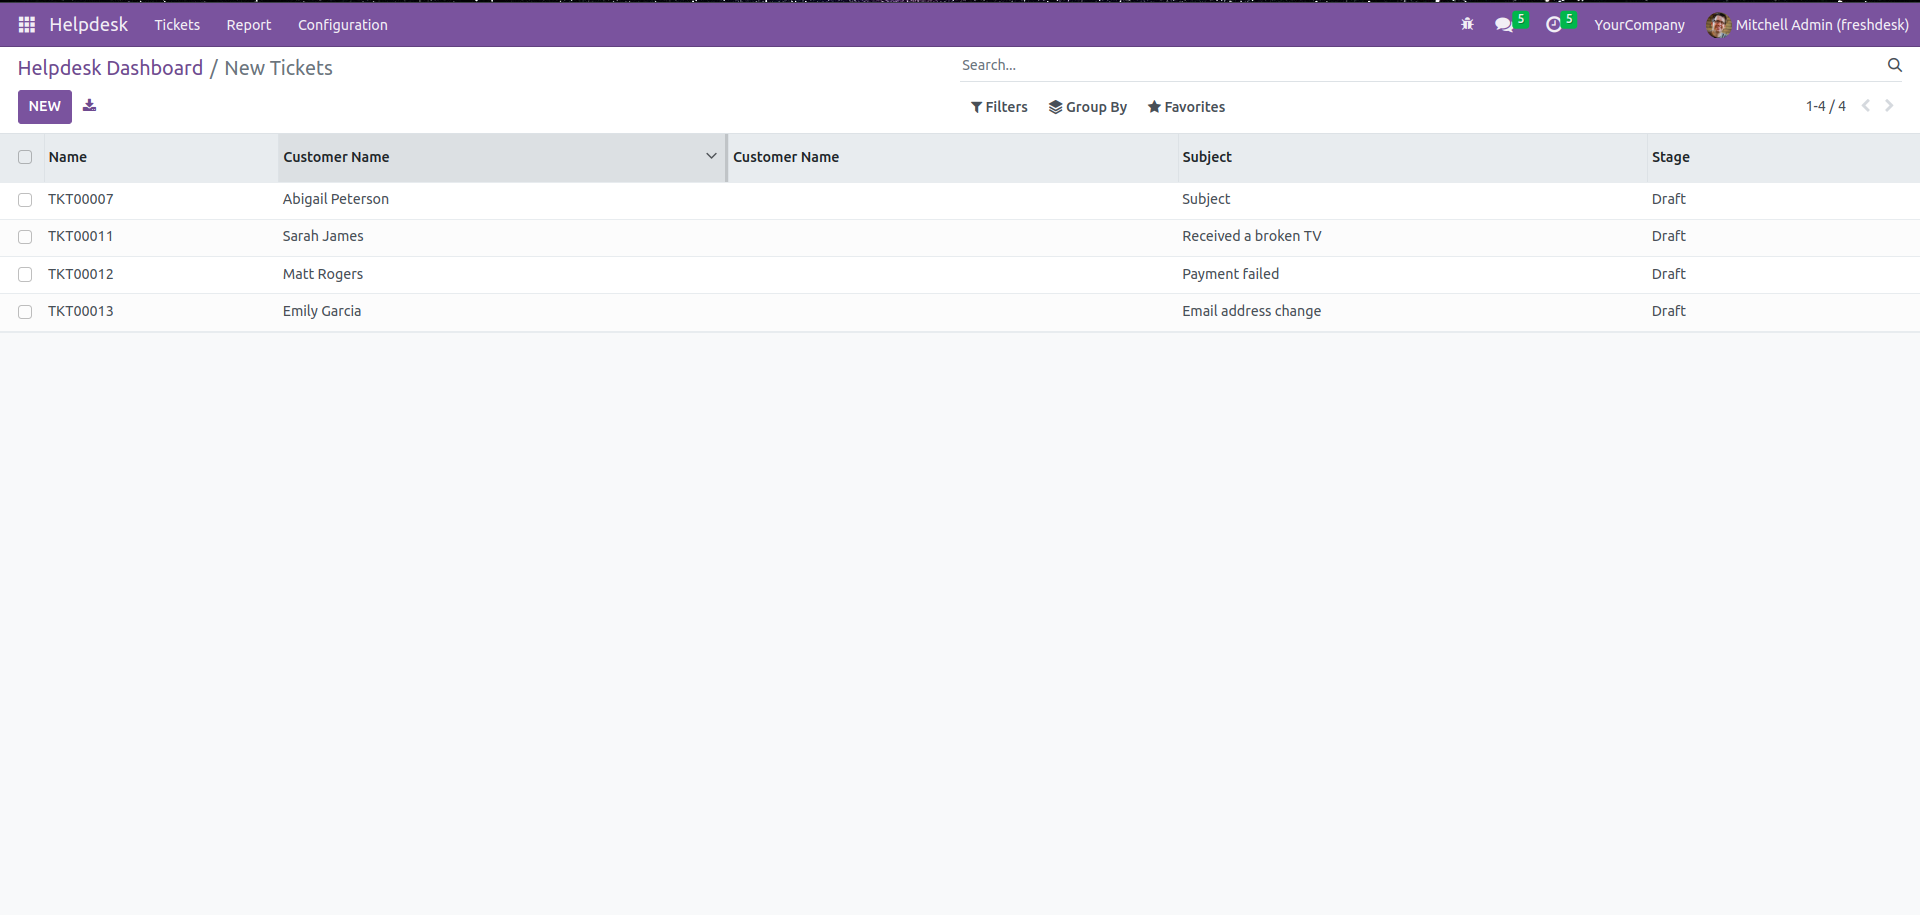 Helpdesk Tickets Report Configuration 5 5 YourCompany Mitchell Admin (freshdesk)
Helpdesk Dashboard / New Tickets Search...
NEW Filters Group By Favorites 1-4 / 4
Name Customer Name Customer Name Subject Stage
TKT00007 Abigail Peterson Subject Draft
TKT00011 Sarah James Received a broken TV Draft
TKT00012 Matt Rogers Payment failed Draft
TKT00013 Emily Garcia Email address change Draft